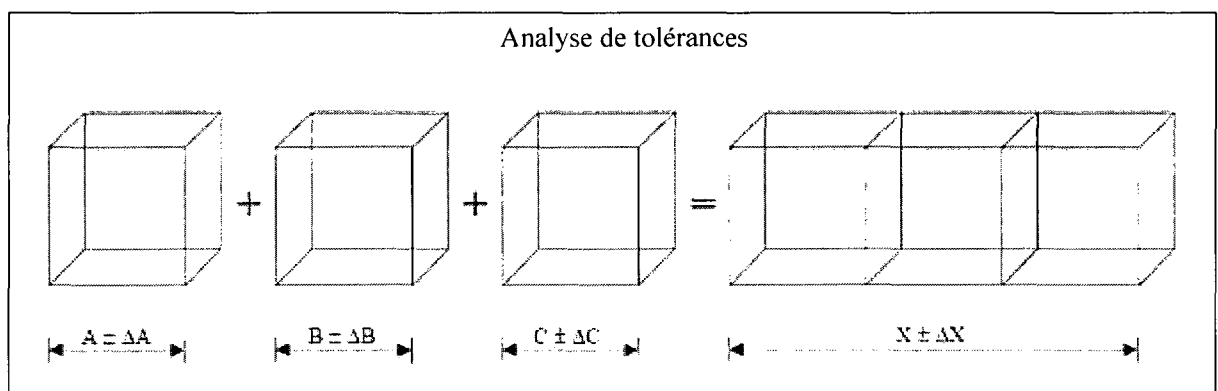 Analyse de tolérances
+ + =
A ± ΔA B ± ΔB C ± ΔC X ± ΔX